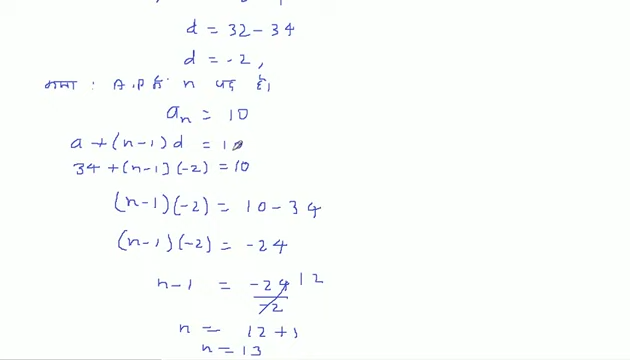 d = 32 - 34
d = -2,
माना : A.P में n पद है,
aₙ = 10
a + (n-1) d = 10
34 + (n-1] (-2) = 10
(n-1) (-2) = 10 - 34
(n-1) (-2) = -24
n-1 = -24/-2 12
n = 12 + 1
n = 13